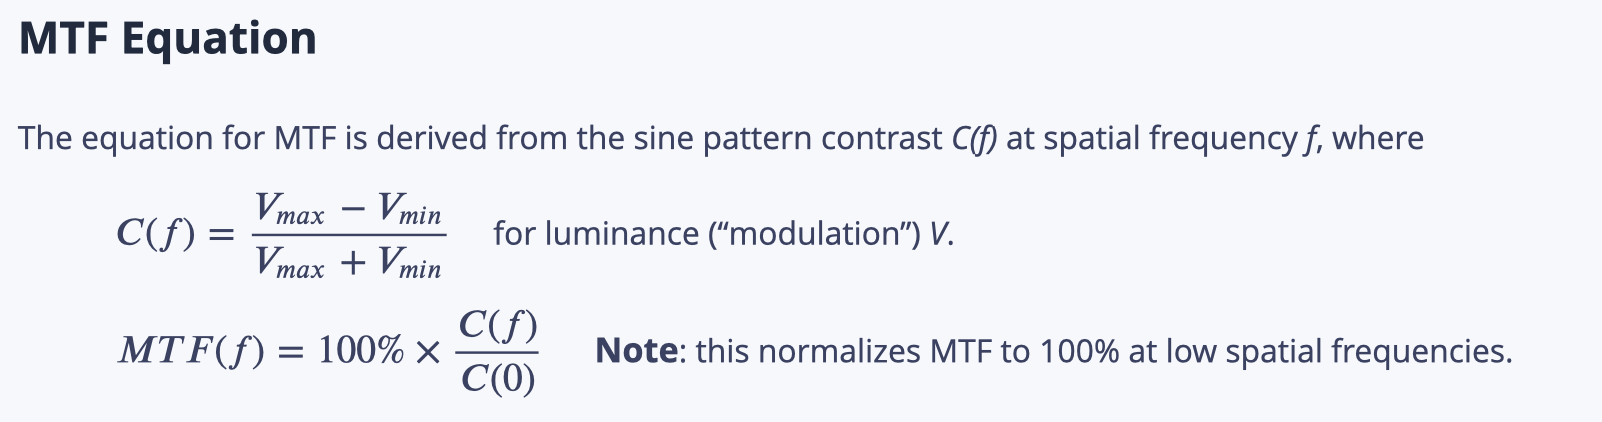 MTF Equation
The equation for MTF is derived from the sine pattern contrast C(f) at spatial frequency f, where
C(f) = \frac{V_{max} − V_{min}}{V_{max} + V_{min}} for luminance (“modulation”) V.
MTF(f) = 100% × \frac{C(f)}{C(0)} Note: this normalizes MTF to 100% at low spatial frequencies.